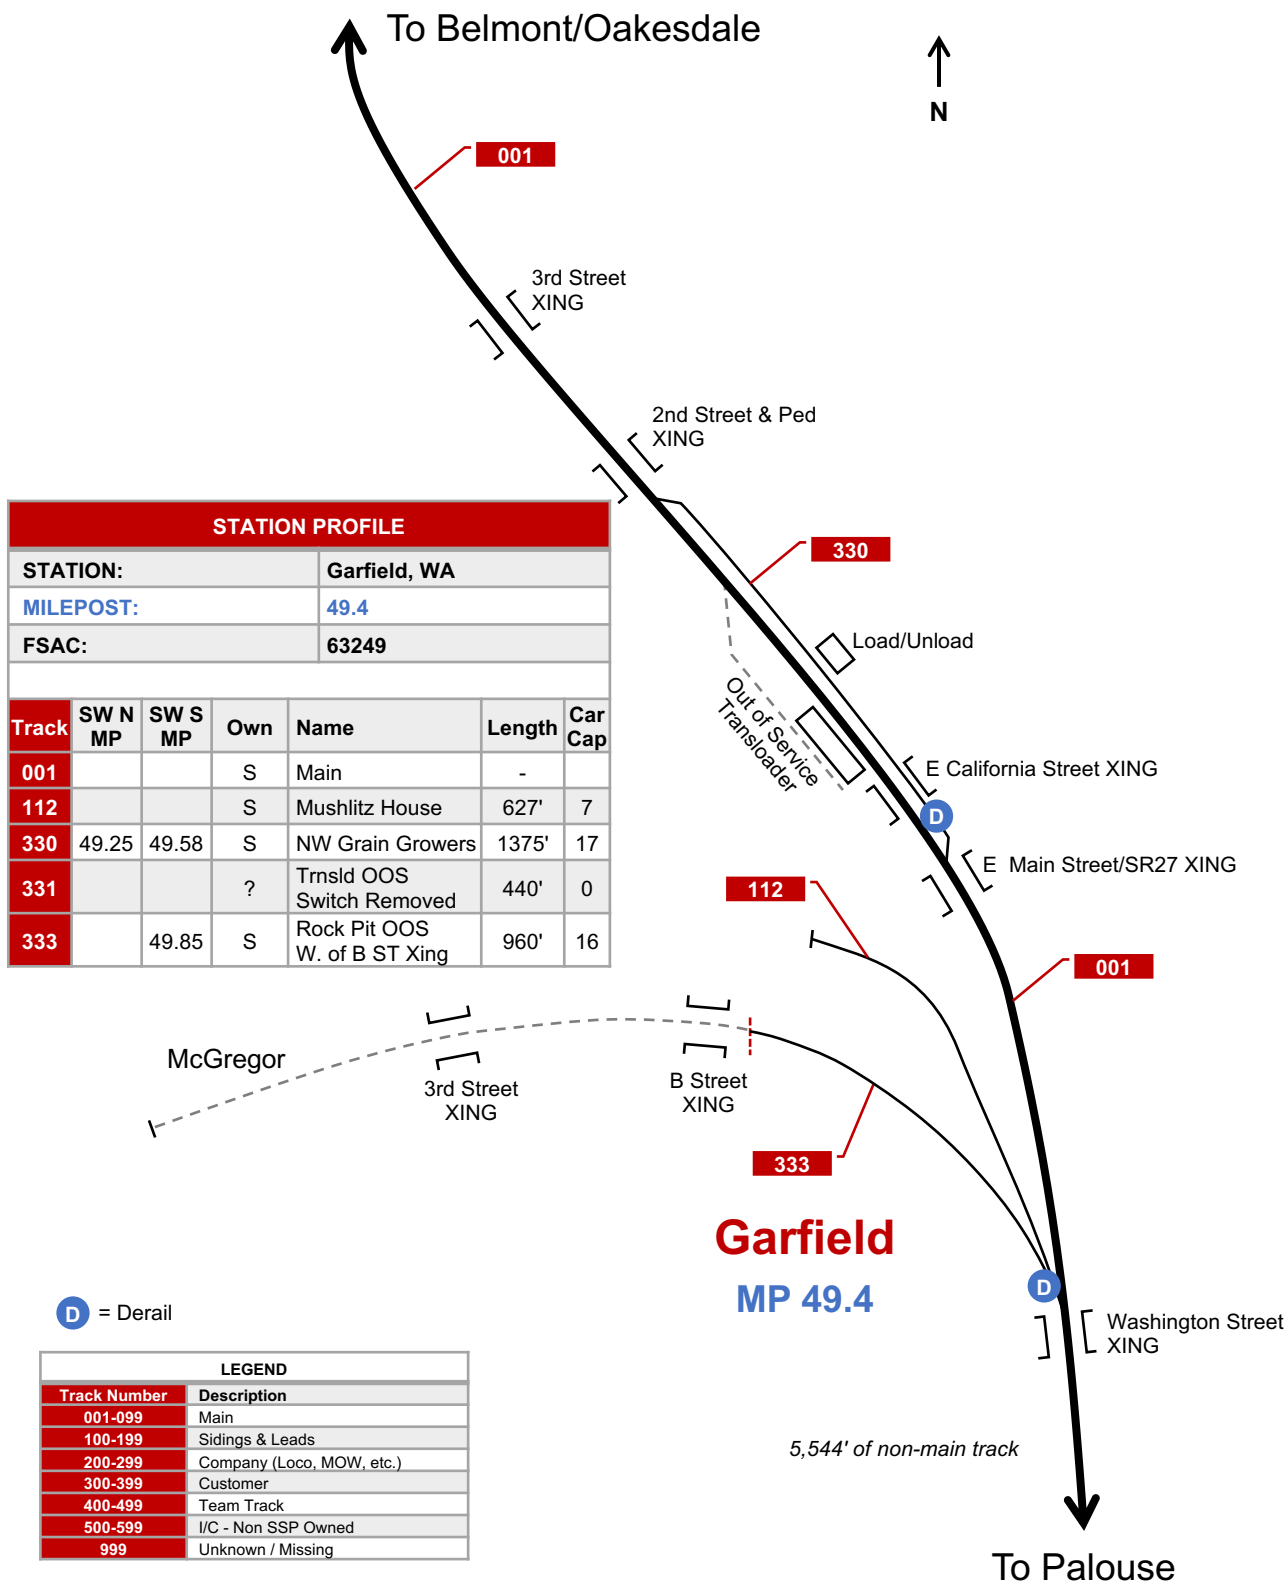 To Belmont/Oakesdale
N
001
3rd Street
XING
2nd Street & Ped
XING
330
Load/Unload
Out of Service
Transloader
E California Street XING
D
E Main Street/SR27 XING
112
001
STATION PROFILE
STATION: Garfield, WA
MILEPOST: 49.4
FSAC: 63249
Track SW N MP SW S MP Own Name Length Car Cap
001 S Main -
112 S Mushlitz House 627' 7
330 49.25 49.58 S NW Grain Growers 1375' 17
331 ? Trnsld OOS Switch Removed 440' 0
333 49.85 S Rock Pit OOS W. of B ST Xing 960' 16
McGregor
3rd Street
XING
B Street
XING
333
Garfield
MP 49.4
D
Washington Street
XING
D = Derail
LEGEND
Track Number Description
001-099 Main
100-199 Sidings & Leads
200-299 Company (Loco, MOW, etc.)
300-399 Customer
400-499 Team Track
500-599 I/C - Non SSP Owned
999 Unknown / Missing
5,544' of non-main track
To Palouse